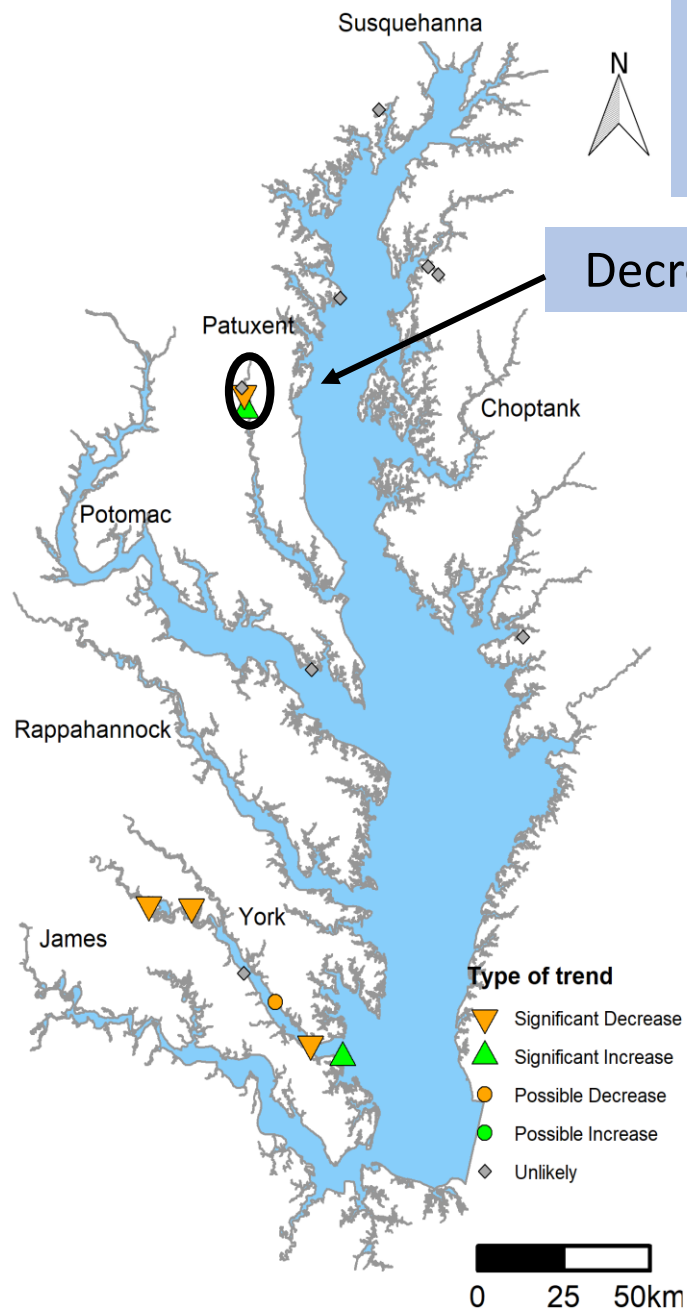 Susquehanna
N
Decre
Patuxent
Choptank
Potomac
Rappahannock
York
James
Type of trend
Significant Decrease
Significant Increase
Possible Decrease
Possible Increase
Unlikely
0 25 50km